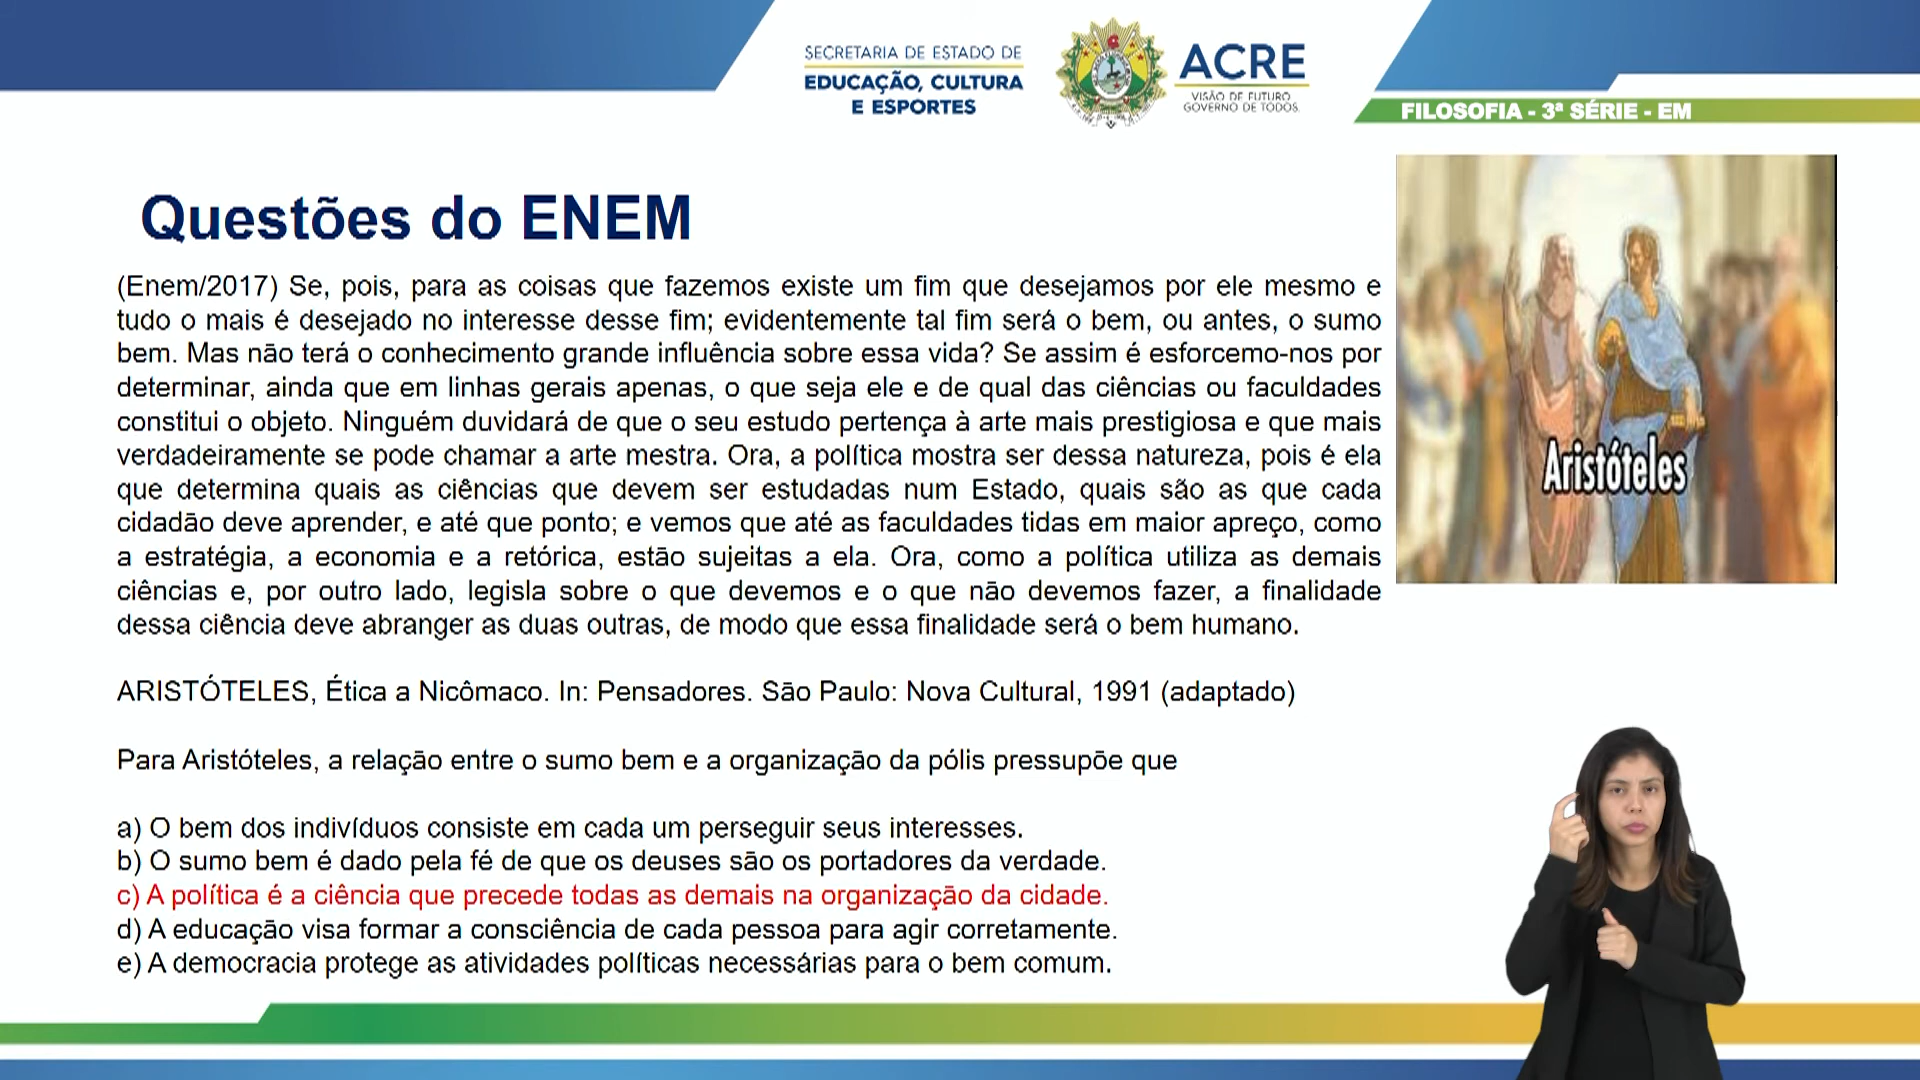 SECRETARIA DE ESTADO DE
EDUCAÇÃO, CULTURA
E ESPORTES
ACRE
VISÃO DE FUTURO
GOVERNO DE TODOS
FILOSOFIA - 3ª SÉRIE - EM
Questões do ENEM
(Enem/2017) Se, pois, para as coisas que fazemos existe um fim que desejamos por ele mesmo e
tudo o mais é desejado no interesse desse fim; evidentemente tal fim será o bem, ou antes, o sumo
bem. Mas não terá o conhecimento grande influência sobre essa vida? Se assim é esforcemo-nos por
determinar, ainda que em linhas gerais apenas, o que seja ele e de qual das ciências ou faculdades
constitui o objeto. Ninguém duvidará de que o seu estudo pertença à arte mais prestigiosa e que mais
verdadeiramente se pode chamar a arte mestra. Ora, a política mostra ser dessa natureza, pois é ela
que determina quais as ciências que devem ser estudadas num Estado, quais são as que cada
cidadão deve aprender, e até que ponto; e vemos que até as faculdades tidas em maior apreço, como
a estratégia, a economia e a retórica, estão sujeitas a ela. Ora, como a política utiliza as demais
ciências e, por outro lado, legisla sobre o que devemos e o que não devemos fazer, a finalidade
dessa ciência deve abranger as duas outras, de modo que essa finalidade será o bem humano.
Aristóteles
ARISTÓTELES, Ética a Nicômaco. In: Pensadores. São Paulo: Nova Cultural, 1991 (adaptado)
Para Aristóteles, a relação entre o sumo bem e a organização da pólis pressupõe que
a) O bem dos indivíduos consiste em cada um perseguir seus interesses.
b) O sumo bem é dado pela fé de que os deuses são os portadores da verdade.
c) A política é a ciência que precede todas as demais na organização da cidade.
d) A educação visa formar a consciência de cada pessoa para agir corretamente.
e) A democracia protege as atividades políticas necessárias para o bem comum.